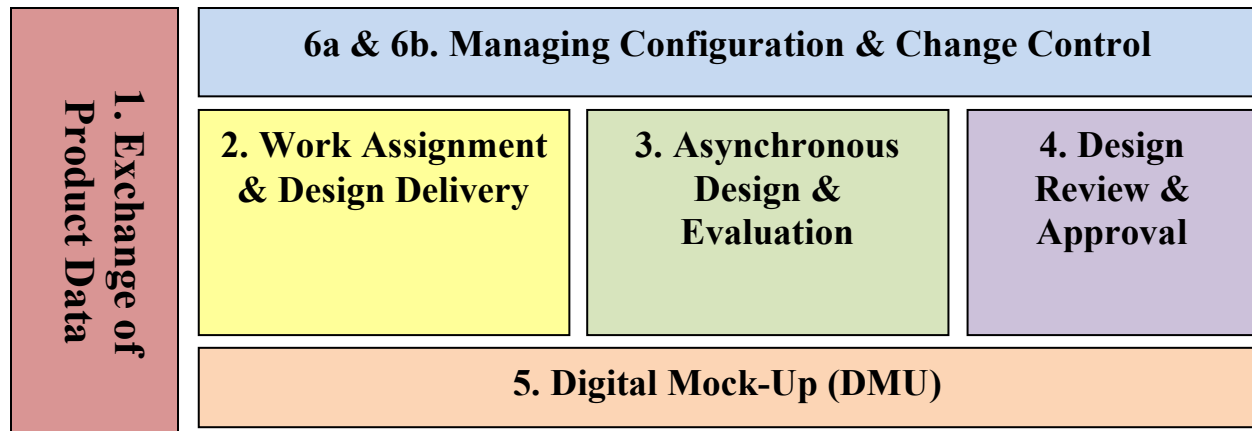 1. Exchange of
Product Data
6a & 6b. Managing Configuration & Change Control
2. Work Assignment
& Design Delivery
3. Asynchronous
Design &
Evaluation
4. Design
Review &
Approval
5. Digital Mock-Up (DMU)